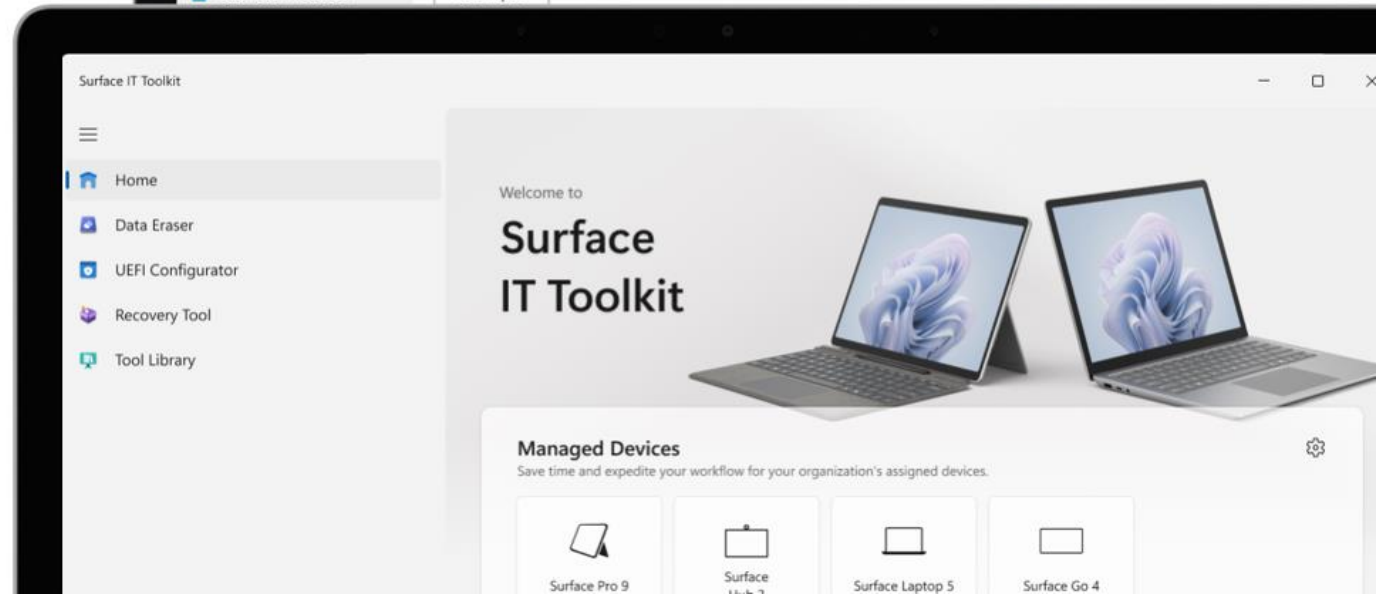 Surface IT Toolkit
Home
Data Eraser
UEFI Configurator
Recovery Tool
Tool Library
Welcome to
Surface
IT Toolkit
Managed Devices
Save time and expedite your workflow for your organization's assigned devices.
Surface Pro 9
Surface
Surface Laptop 5
Surface Go 4